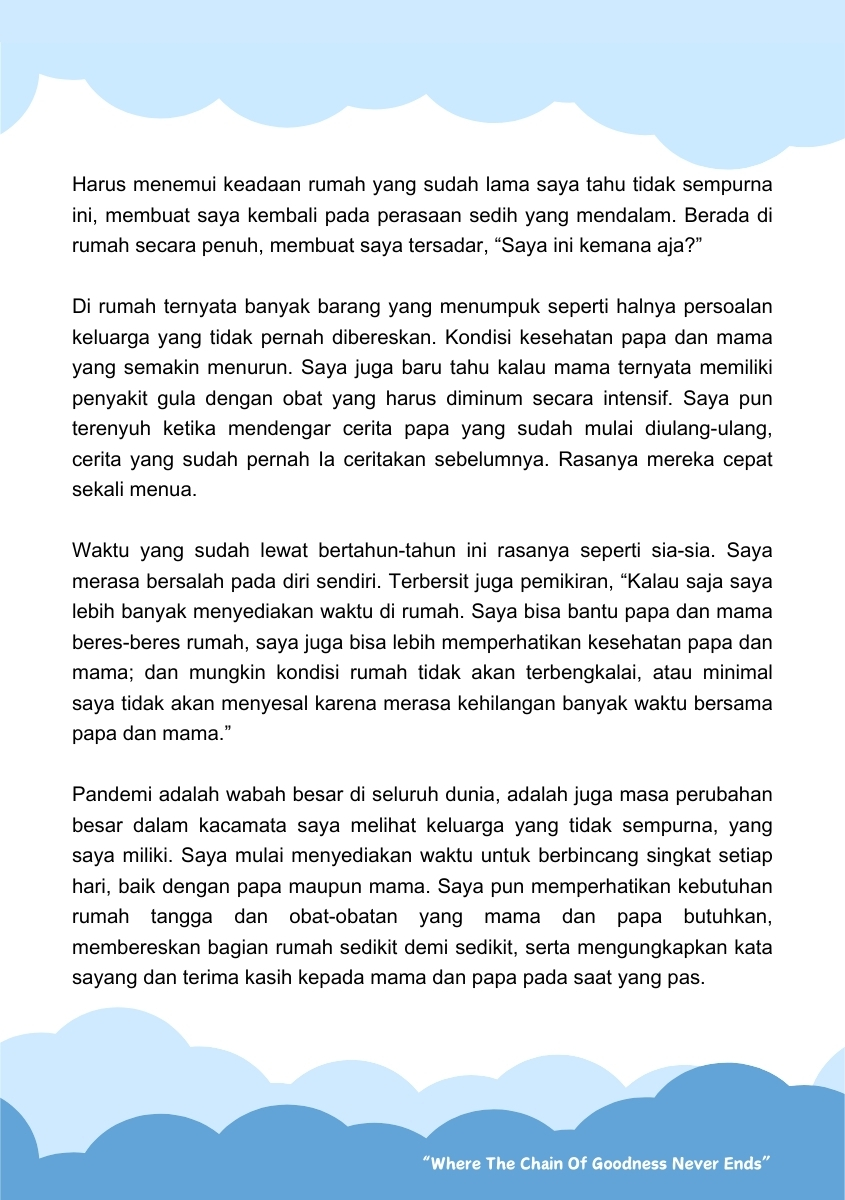 Harus menemui keadaan rumah yang sudah lama saya tahu tidak sempurna
ini, membuat saya kembali pada perasaan sedih yang mendalam. Berada di
rumah secara penuh, membuat saya tersadar, “Saya ini kemana aja?”
Di rumah ternyata banyak barang yang menumpuk seperti halnya persoalan
keluarga yang tidak pernah dibereskan. Kondisi kesehatan papa dan mama
yang semakin menurun. Saya juga baru tahu kalau mama ternyata memiliki
penyakit gula dengan obat yang harus diminum secara intensif. Saya pun
terenyuh ketika mendengar cerita papa yang sudah mulai diulang-ulang,
cerita yang sudah pernah Ia ceritakan sebelumnya. Rasanya mereka cepat
sekali menua.
Waktu yang sudah lewat bertahun-tahun ini rasanya seperti sia-sia. Saya
merasa bersalah pada diri sendiri. Terbersit juga pemikiran, “Kalau saja saya
lebih banyak menyediakan waktu di rumah. Saya bisa bantu papa dan mama
beres-beres rumah, saya juga bisa lebih memperhatikan kesehatan papa dan
mama; dan mungkin kondisi rumah tidak akan terbengkalai, atau minimal
saya tidak akan menyesal karena merasa kehilangan banyak waktu bersama
papa dan mama.”
Pandemi adalah wabah besar di seluruh dunia, adalah juga masa perubahan
besar dalam kacamata saya melihat keluarga yang tidak sempurna, yang
saya miliki. Saya mulai menyediakan waktu untuk berbincang singkat setiap
hari, baik dengan papa maupun mama. Saya pun memperhatikan kebutuhan
rumah tangga dan obat-obatan yang mama dan papa butuhkan,
membereskan bagian rumah sedikit demi sedikit, serta mengungkapkan kata
sayang dan terima kasih kepada mama dan papa pada saat yang pas.
“Where The Chain Of Goodness Never Ends”